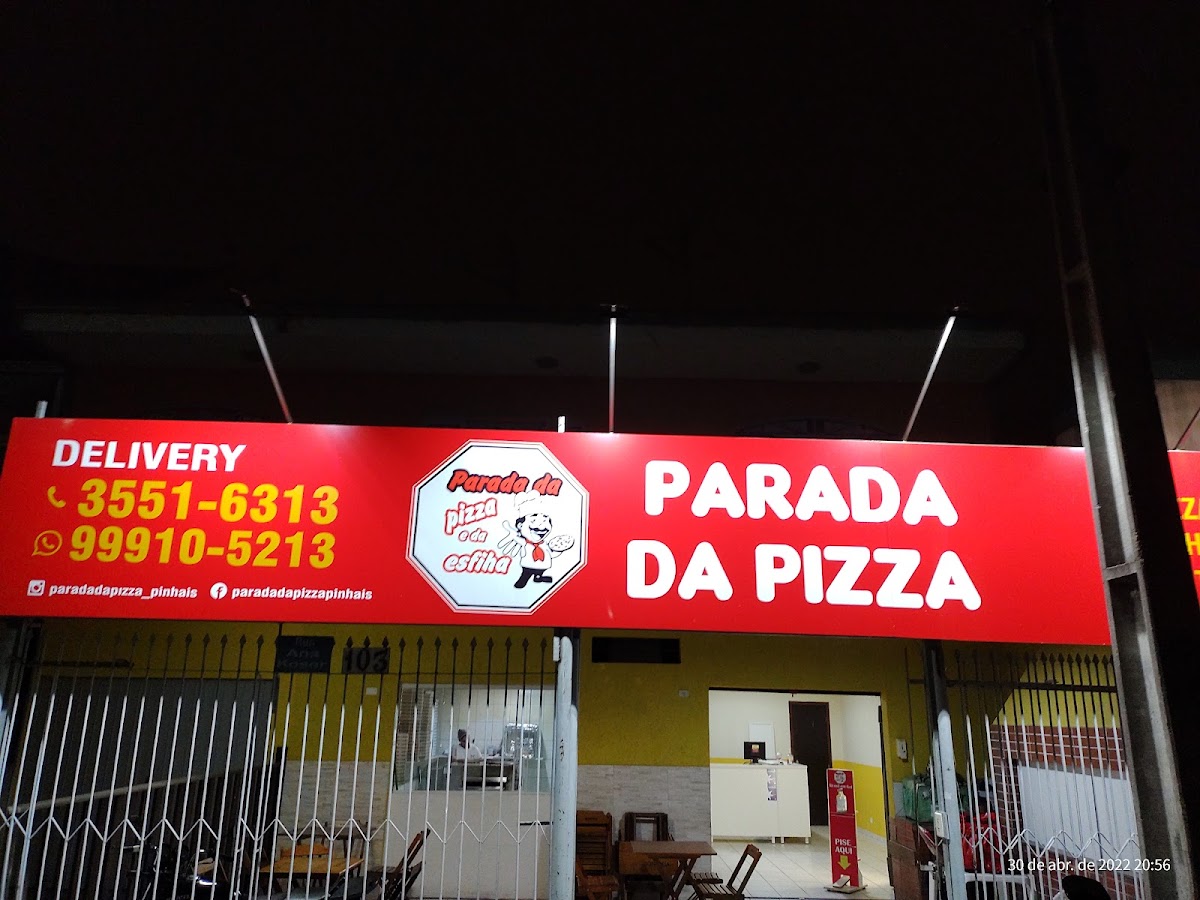 DELIVERY
3551-6313
99910-5213
paradadapizza_pinhais
paradadapizzapinhais
Parada da
pizza
e da
esfiha
PARADA
DA PIZZA
Ana
103
PISE
AQUI
30 de abr. de 2022 20:56